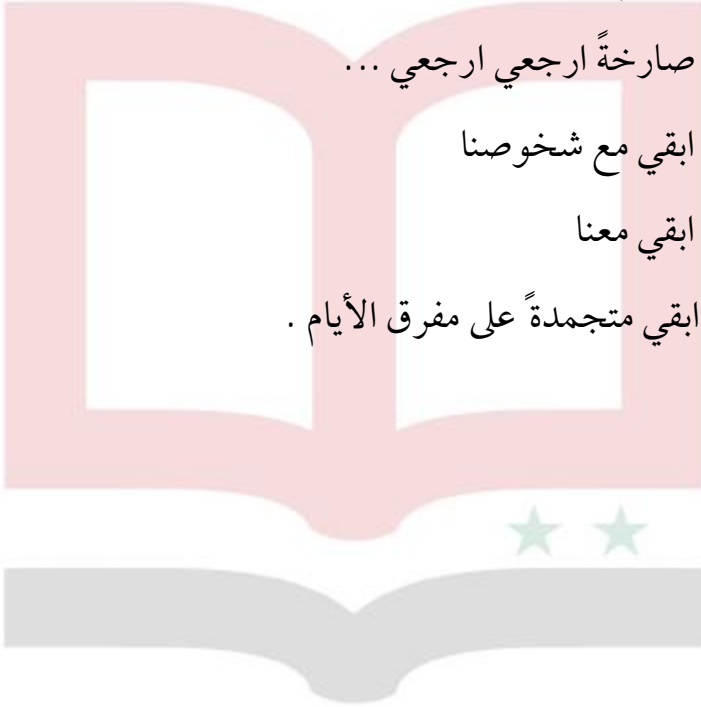 صارخةً ارجعي ارجعي ...
ابقي مع شخوصنا
ابقي معنا
ابقي متجمدةً على مفرق الأيام .